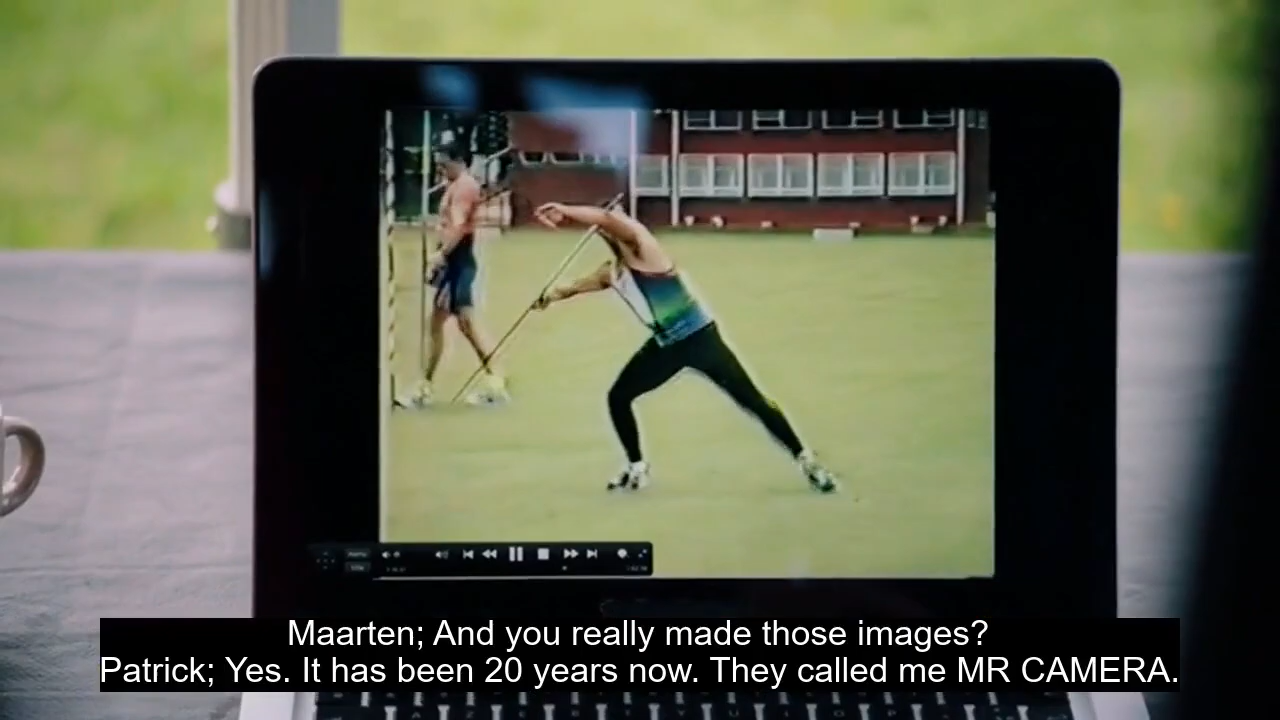 Maarten; And you really made those images?
Patrick; Yes. It has been 20 years now. They called me MR CAMERA.